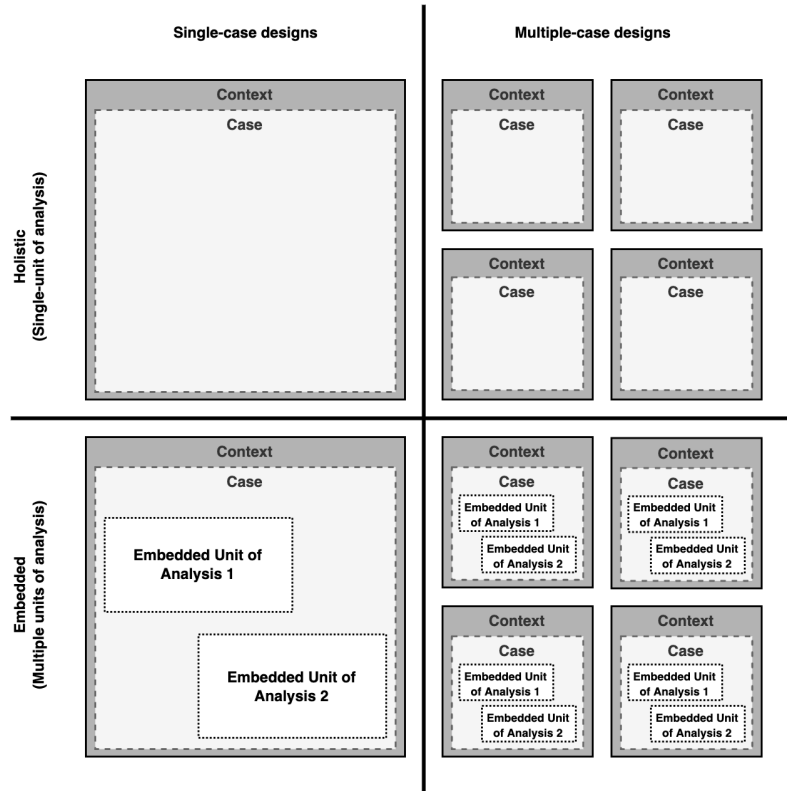 Single-case designs
Multiple-case designs
Holistic
(Single-unit of analysis)
Context
Case
Context
Case
Context
Case
Context
Case
Context
Case
Embedded
(Multiple units of analysis)
Context
Case
Embedded Unit of
Analysis 1
Embedded Unit of
Analysis 2
Context
Case
Embedded Unit
of Analysis 1
Embedded Unit
of Analysis 2
Context
Case
Embedded Unit
of Analysis 1
Embedded Unit
of Analysis 2
Context
Case
Embedded Unit
of Analysis 1
Embedded Unit
of Analysis 2
Context
Case
Embedded Unit
of Analysis 1
Embedded Unit
of Analysis 2